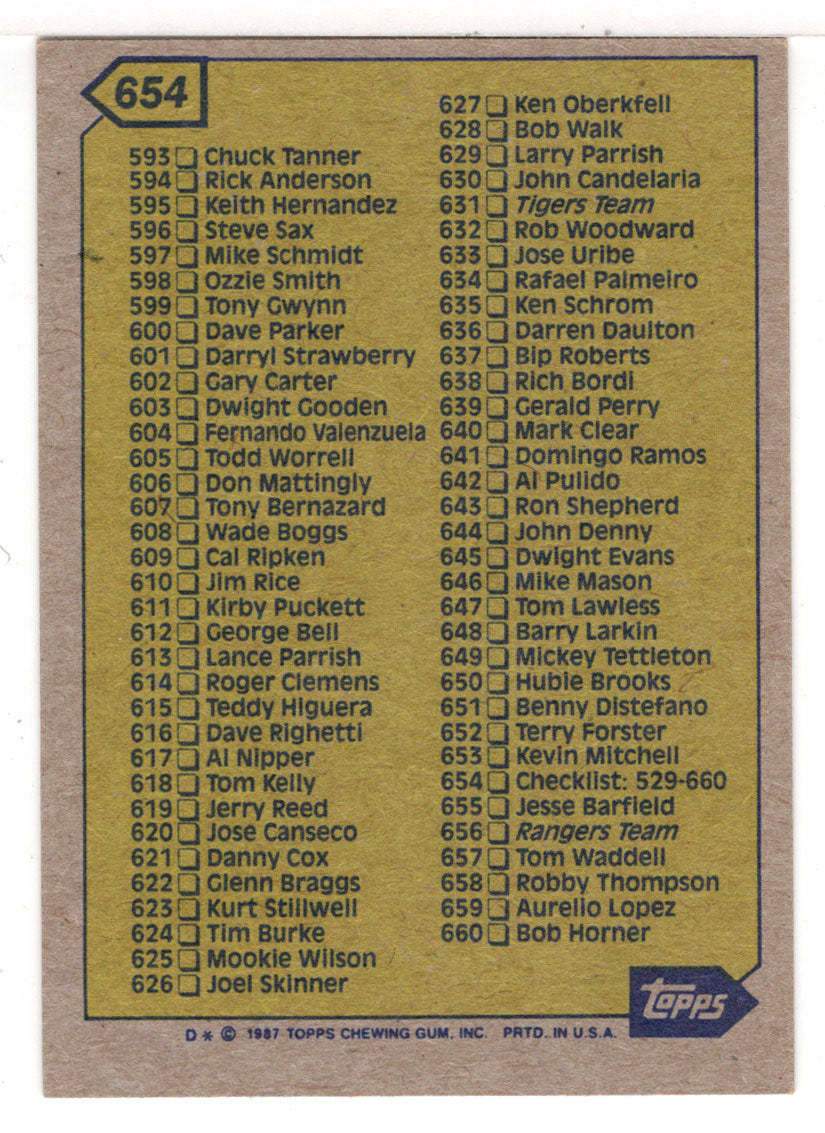 654
593 Chuck Tanner
594 Rick Anderson
595 Keith Hernandez
596 Steve Sax
597 Mike Schmidt
598 Ozzie Smith
599 Tony Gwynn
600 Dave Parker
601 Darryl Strawberry
602 Gary Carter
603 Dwight Gooden
604 Fernando Valenzuela
605 Todd Worrell
606 Don Mattingly
607 Tony Bernazard
608 Wade Boggs
609 Cal Ripken
610 Jim Rice
611 Kirby Puckett
612 George Bell
613 Lance Parrish
614 Roger Clemens
615 Teddy Higuera
616 Dave Righetti
617 Al Nipper
618 Tom Kelly
619 Jerry Reed
620 Jose Canseco
621 Danny Cox
622 Glenn Braggs
623 Kurt Stillwell
624 Tim Burke
625 Mookie Wilson
626 Joel Skinner
627 Ken Oberkfell
628 Bob Walk
629 Larry Parrish
630 John Candelaria
631 Tigers Team
632 Rob Woodward
633 Jose Uribe
634 Rafael Palmeiro
635 Ken Schrom
636 Darren Daulton
637 Bip Roberts
638 Rich Bordi
639 Gerald Perry
640 Mark Clear
641 Domingo Ramos
642 Al Pulido
643 Ron Shepherd
644 John Denny
645 Dwight Evans
646 Mike Mason
647 Tom Lawless
648 Barry Larkin
649 Mickey Tettleton
650 Hubie Brooks
651 Benny Distefano
652 Terry Forster
653 Kevin Mitchell
654 Checklist: 529-660
655 Jesse Barfield
656 Rangers Team
657 Tom Waddell
658 Robby Thompson
659 Aurelio Lopez
660 Bob Horner
topps
D * © 1987 TOPPS CHEWING GUM, INC. PRTD. IN U.S.A.